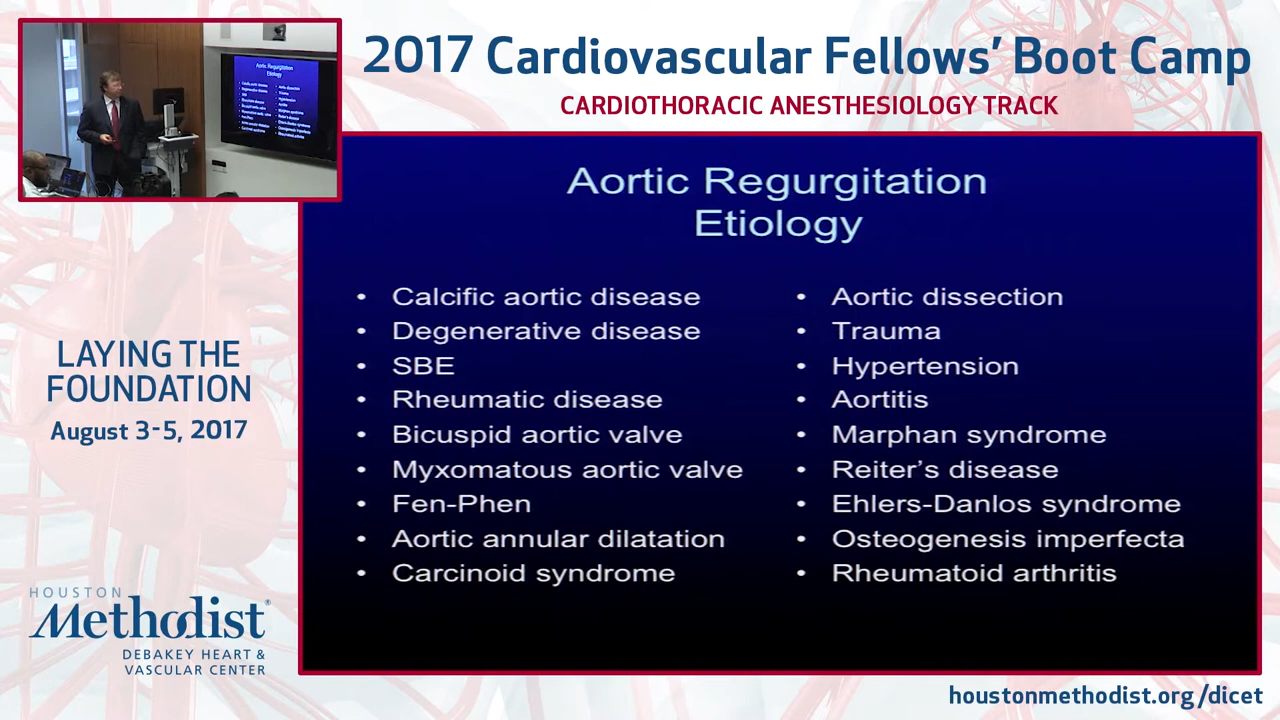 2017 Cardiovascular Fellows’ Boot Camp
CARDIOTHORACIC ANESTHESIOLOGY TRACK
Aortic Regurgitation
Etiology
Aortic Regurgitation
Etiology
• Calcific aortic disease
• Degenerative disease
• SBE
• Rheumatic disease
• Bicuspid aortic valve
• Myxomatous aortic valve
• Fen-Phen
• Aortic annular dilatation
• Carcinoid syndrome
• Aortic dissection
• Trauma
• Hypertension
• Aortitis
• Marphan syndrome
• Reiter’s disease
• Ehlers-Danlos syndrome
• Osteogenesis imperfecta
• Rheumatoid arthritis
LAYING THE
FOUNDATION
August 3-5, 2017
HOUSTON
Methodist®
DEBAKEY HEART &
VASCULAR CENTER
houstonmethodist.org/dicet